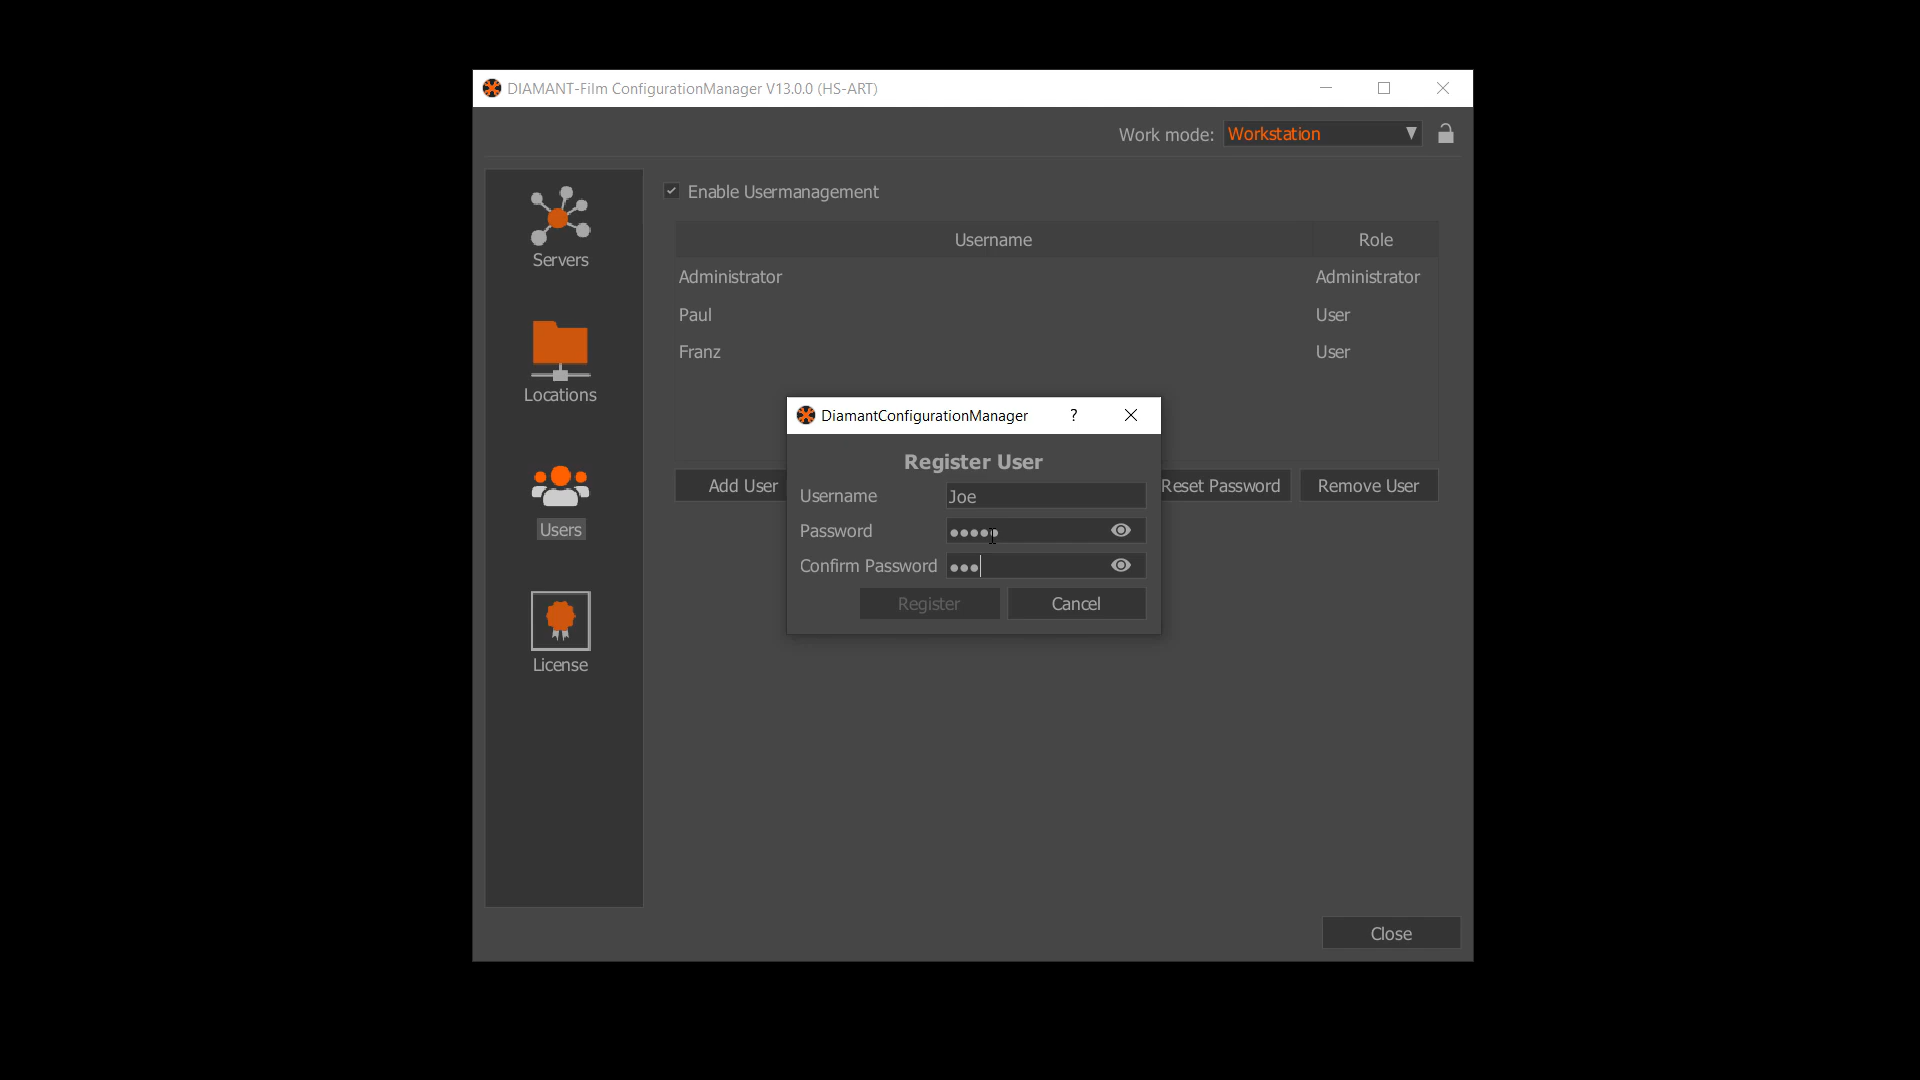 DIAMANT-Film ConfigurationManager V13.0.0 (HS-ART)
Work mode: Workstation
Servers
Locations
Users
License
Enable Usermanagement
Username Role
Administrator Administrator
Paul User
Franz User
Add User Reset Password Remove User
DiamantConfigurationManager ?
Register User
Username Joe
Password
Confirm Password
Register Cancel
Close